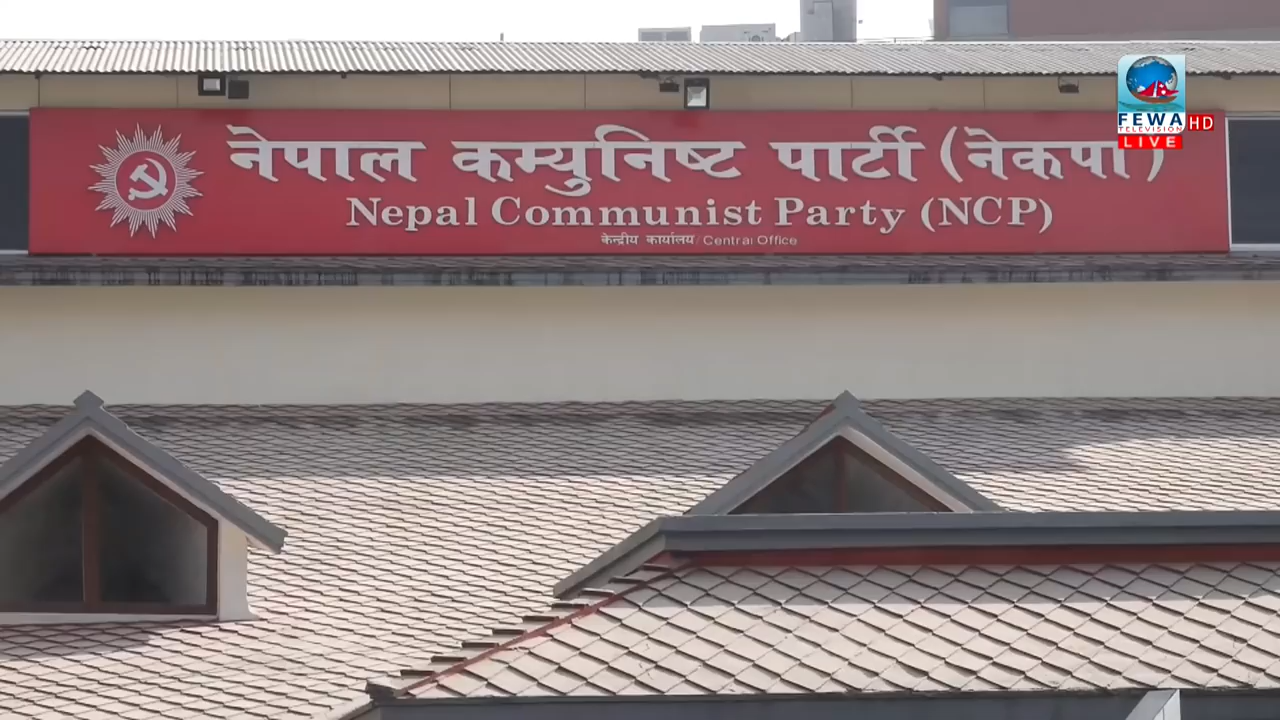 नेपाल कम्युनिष्ट पार्टी (नेकपा)
Nepal Communist Party (NCP)
केन्द्रीय कार्यालय/Central Office
FEWA HD
TELEVISION
LIVE